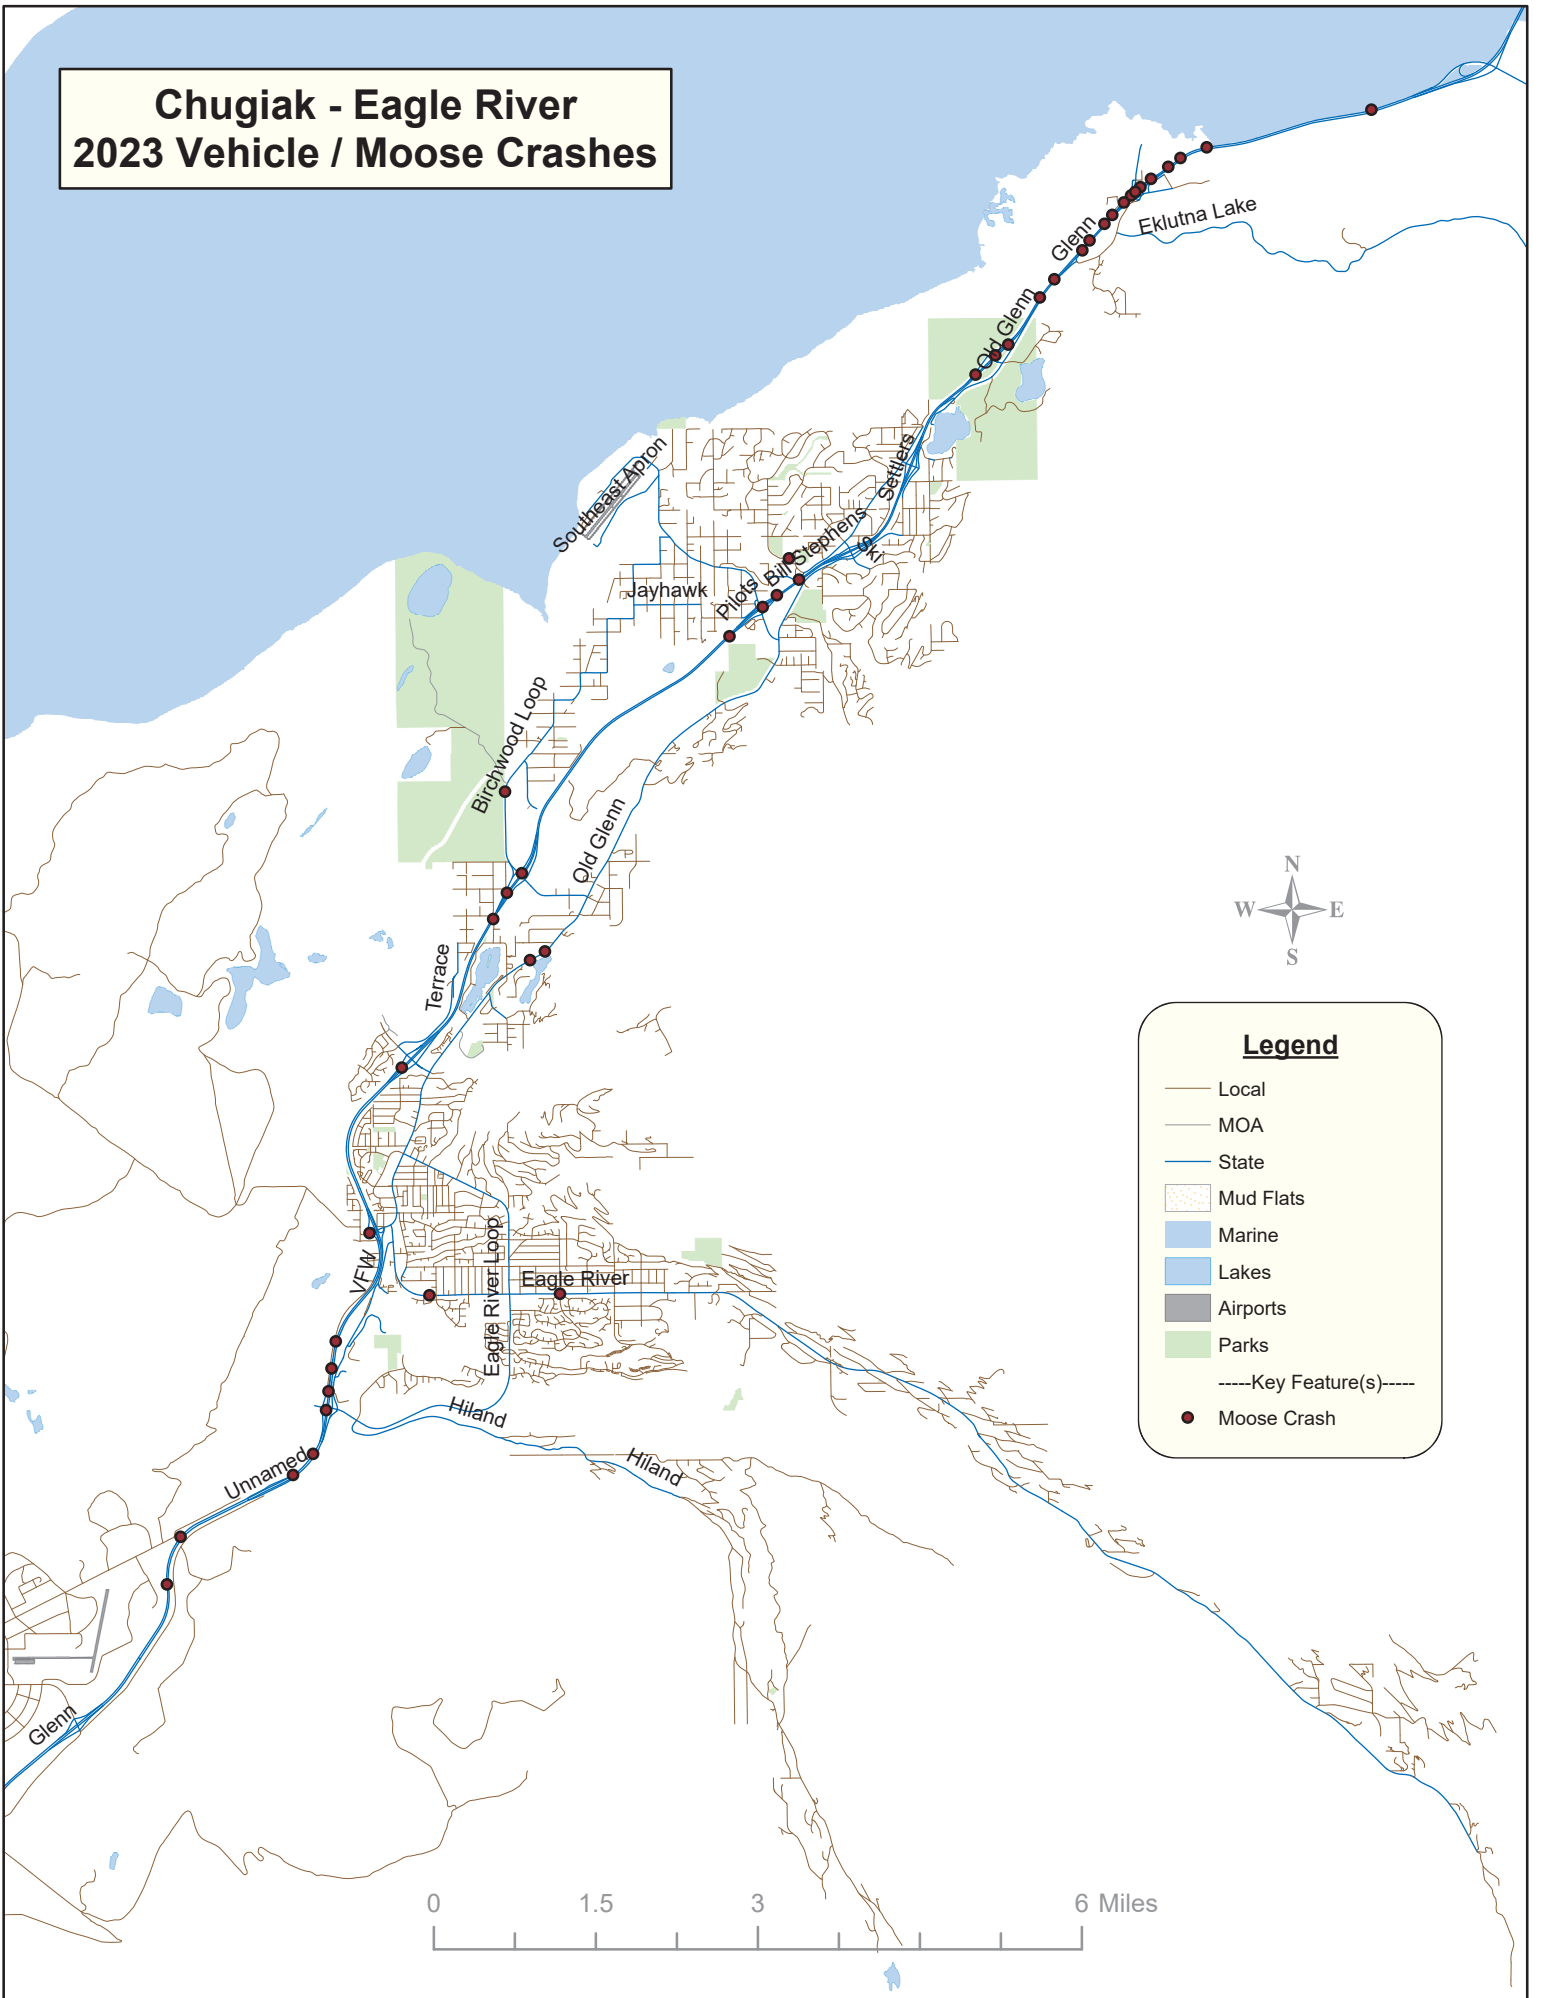 Chugiak - Eagle River
2023 Vehicle / Moose Crashes
Eklutna Lake
Glenn
Old Glenn
Settlers
Southeast Apron
Bill Stephens
Ski
Jayhawk
Pilots
Birchwood Loop
Old Glenn
Terrace
N
W E
S
Legend
Local
MOA
State
Mud Flats
Marine
Lakes
Airports
Parks
-----Key Feature(s)-----
Moose Crash
VFW
Eagle River Loop
Eagle River
Hiland
Hiland
Unnamed
Glenn
0 1.5 3 6 Miles